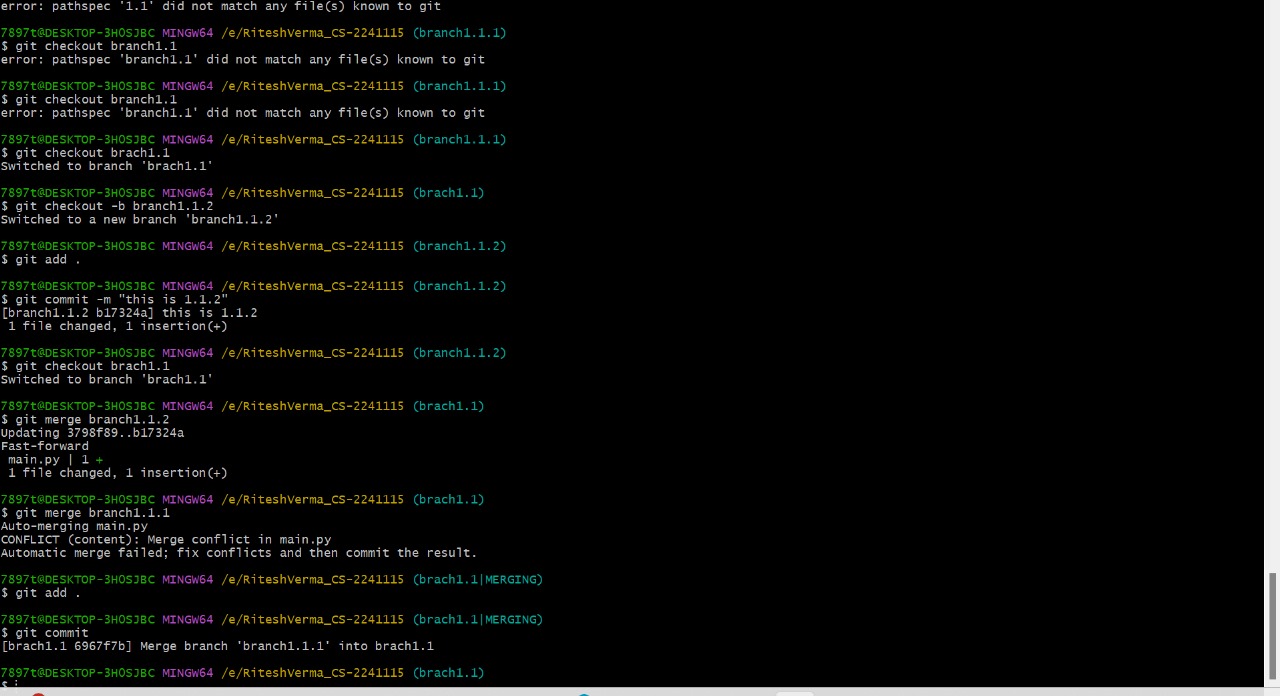 error: pathspec '1.1' did not match any file(s) known to git
7897t@DESKTOP-3HOSJBC MINGW64 /e/RiteshVerma_CS-2241115 (branch1.1.1)
$ git checkout branch1.1
error: pathspec 'branch1.1' did not match any file(s) known to git
7897t@DESKTOP-3HOSJBC MINGW64 /e/RiteshVerma_CS-2241115 (branch1.1.1)
$ git checkout branch1.1
error: pathspec 'branch1.1' did not match any file(s) known to git
7897t@DESKTOP-3HOSJBC MINGW64 /e/RiteshVerma_CS-2241115 (branch1.1.1)
$ git checkout brach1.1
Switched to branch 'brach1.1'
7897t@DESKTOP-3HOSJBC MINGW64 /e/RiteshVerma_CS-2241115 (brach1.1)
$ git checkout -b branch1.1.2
Switched to a new branch 'branch1.1.2'
7897t@DESKTOP-3HOSJBC MINGW64 /e/RiteshVerma_CS-2241115 (branch1.1.2)
$ git add .
7897t@DESKTOP-3HOSJBC MINGW64 /e/RiteshVerma_CS-2241115 (branch1.1.2)
$ git commit -m "this is 1.1.2"
[branch1.1.2 b17324a] this is 1.1.2
 1 file changed, 1 insertion(+)
7897t@DESKTOP-3HOSJBC MINGW64 /e/RiteshVerma_CS-2241115 (branch1.1.2)
$ git checkout brach1.1
Switched to branch 'brach1.1'
7897t@DESKTOP-3HOSJBC MINGW64 /e/RiteshVerma_CS-2241115 (brach1.1)
$ git merge branch1.1.2
Updating 3798f89..b17324a
Fast-forward
 main.py | 1 +
 1 file changed, 1 insertion(+)
7897t@DESKTOP-3HOSJBC MINGW64 /e/RiteshVerma_CS-2241115 (brach1.1)
$ git merge branch1.1.1
Auto-merging main.py
CONFLICT (content): Merge conflict in main.py
Automatic merge failed; fix conflicts and then commit the result.
7897t@DESKTOP-3HOSJBC MINGW64 /e/RiteshVerma_CS-2241115 (brach1.1|MERGING)
$ git add .
7897t@DESKTOP-3HOSJBC MINGW64 /e/RiteshVerma_CS-2241115 (brach1.1|MERGING)
$ git commit
[brach1.1 6967f7b] Merge branch 'branch1.1.1' into brach1.1
7897t@DESKTOP-3HOSJBC MINGW64 /e/RiteshVerma_CS-2241115 (brach1.1)
$